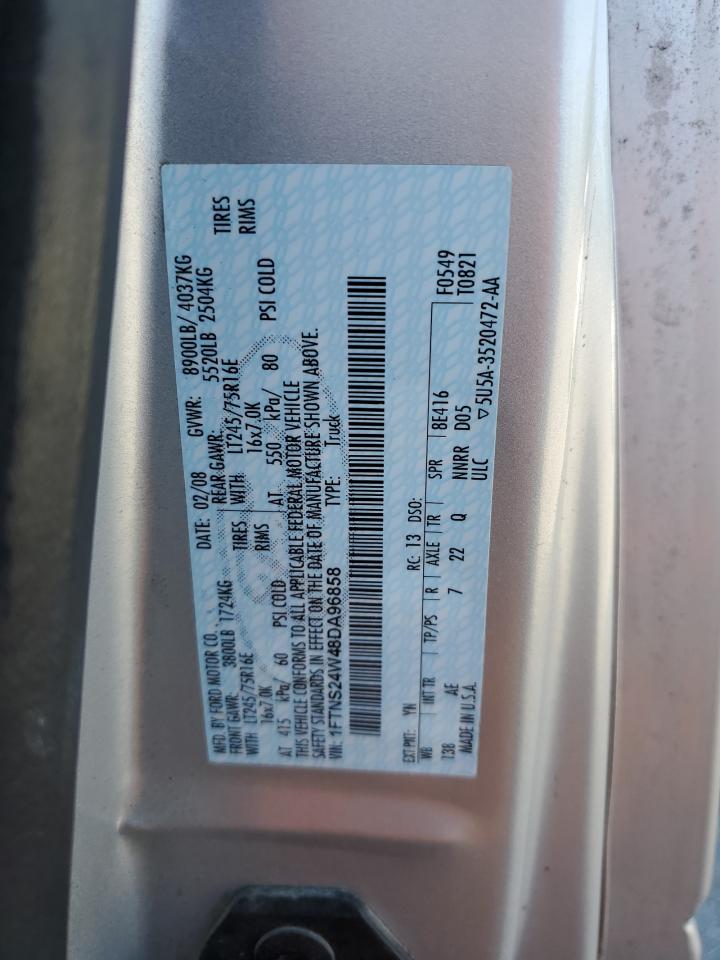 MFD. BY FORD MOTOR CO. DATE: 02/08 GVWR: 8900LB/ 4037KG
FRONT GAWR: 3800LB 1724KG REAR GAWR: 5520LB 2504KG
WITH LT245/75R16E TIRES WITH LT245/75R16E TIRES
16x7.0K RIMS 16x7.0K RIMS
AT 415 kPa/ 60 PSI COLD AT 550 kPa/ 80 PSI COLD
THIS VEHICLE CONFORMS TO ALL APPLICABLE FEDERAL MOTOR VEHICLE
SAFETY STANDARDS IN EFFECT ON THE DATE OF MANUFACTURE SHOWN ABOVE.
VIN: 1FTNS24W48DA96858 TYPE: Truck
EXT PNT: YN RC: 13 DSO:
WB INT TR TP/PS R AXLE TR SPR 8E416 F0549
138 AE 7 22 Q NNRR D05 T0821
MADE IN U.S.A. ULC ▽5U5A-3520472-AA